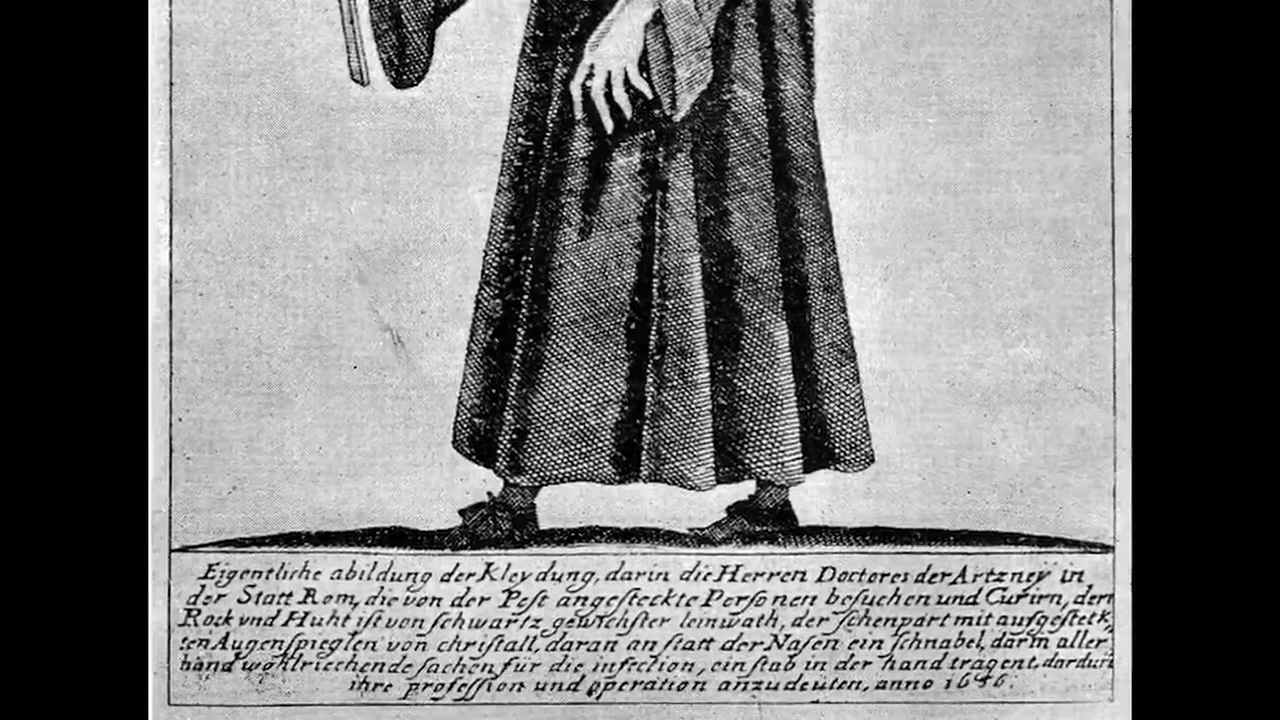 Eigentliche abildung der Kleydung, darin die Herren Doctores der Artzney in
der Statt Rom, die von der Pest angesteckte Personen besuchen und Curirn, den
Rock vnd Huht ist von schwartz gewichster leinwath, der schenpart mit aufgesteck,
ten Augenspieglen von christall, daran an statt der Nasen ein schnabel, darin aller,
hand wohlriechende sachen für die infection, ein stab in der hand tragent, dardurch
ihre profession und operation anzudeuten, anno 1656.